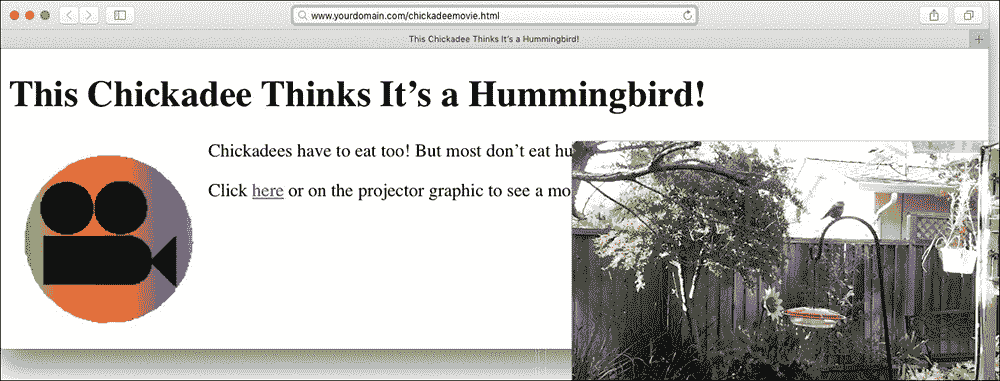 www.yourdomain.com/chickadeemovie.html
This Chickadee Thinks It’s a Hummingbird!
This Chickadee Thinks It’s a Hummingbird!
Chickadees have to eat too! But most don’t eat hu
Click here or on the projector graphic to see a mo